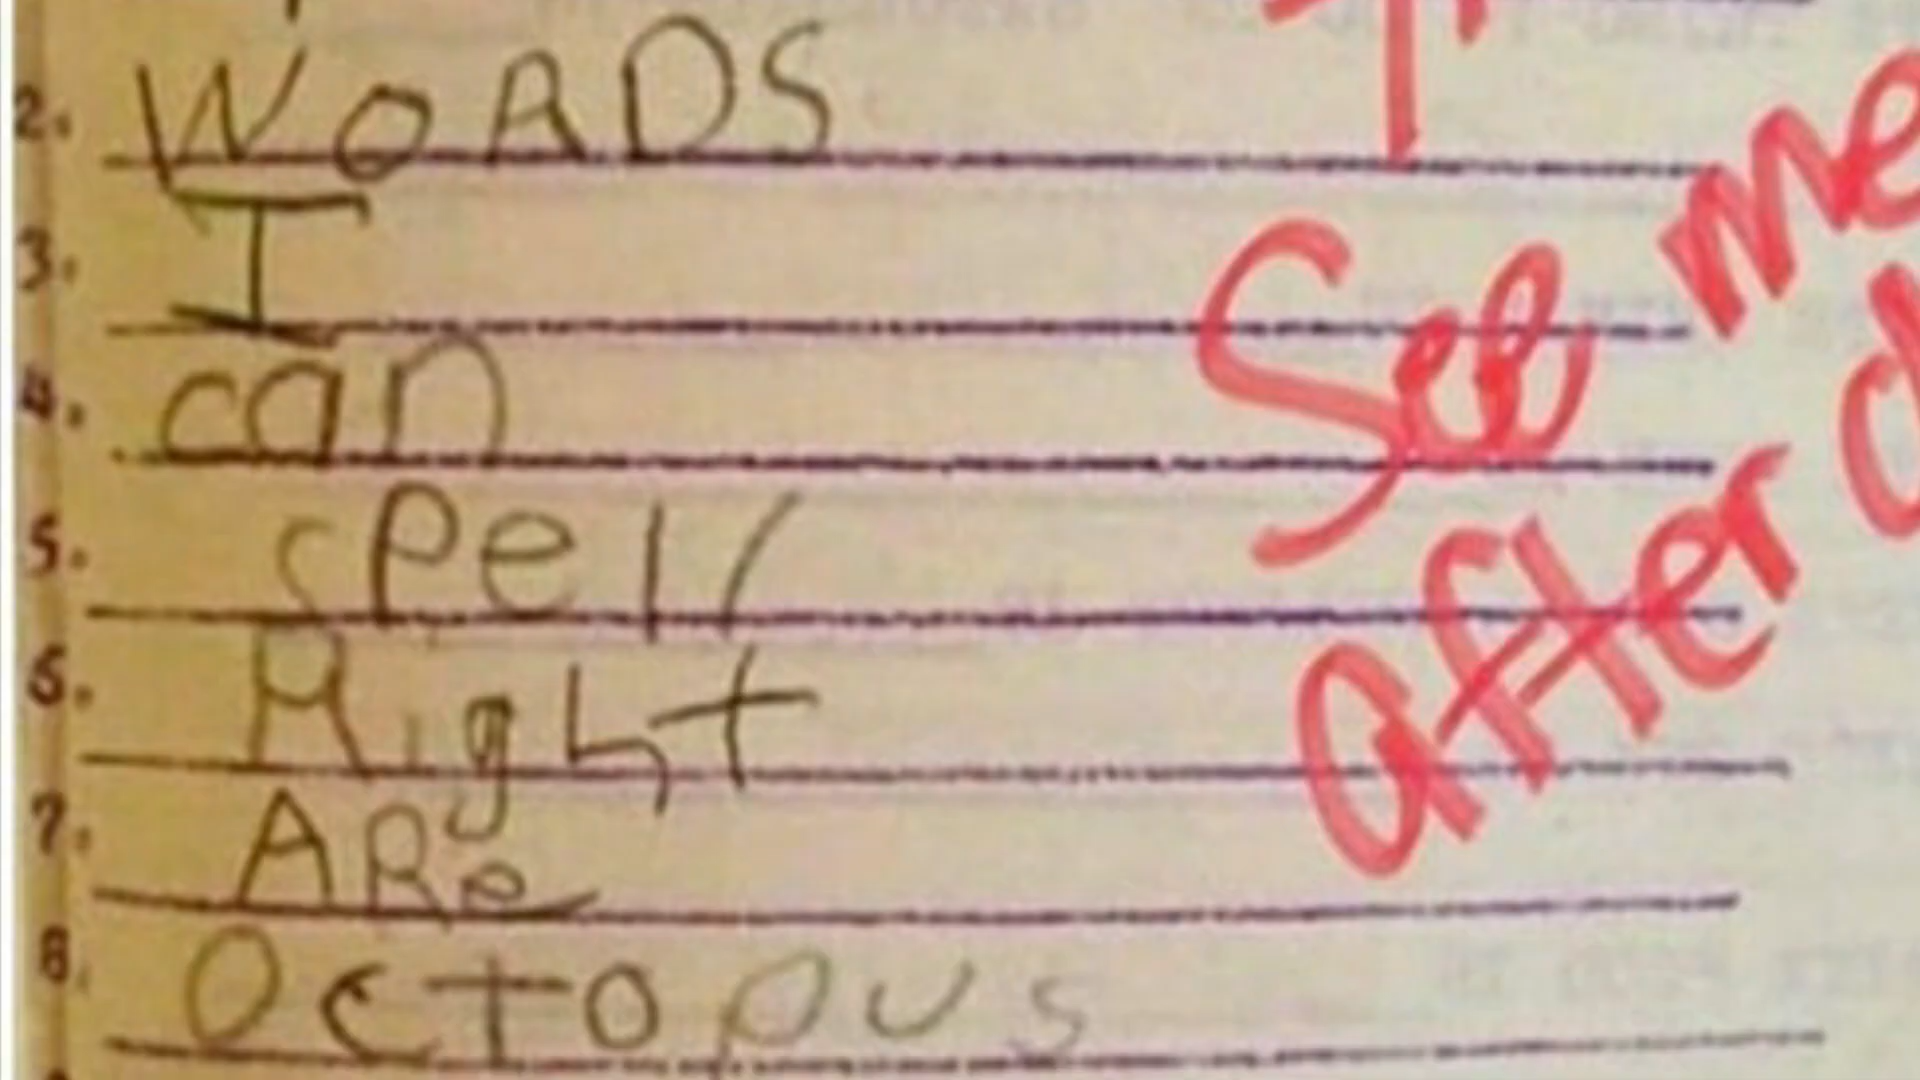 2. WORDS
3. I
4. can
5. spell
6. Right
7. ARe
8. OcTopus
See me
after